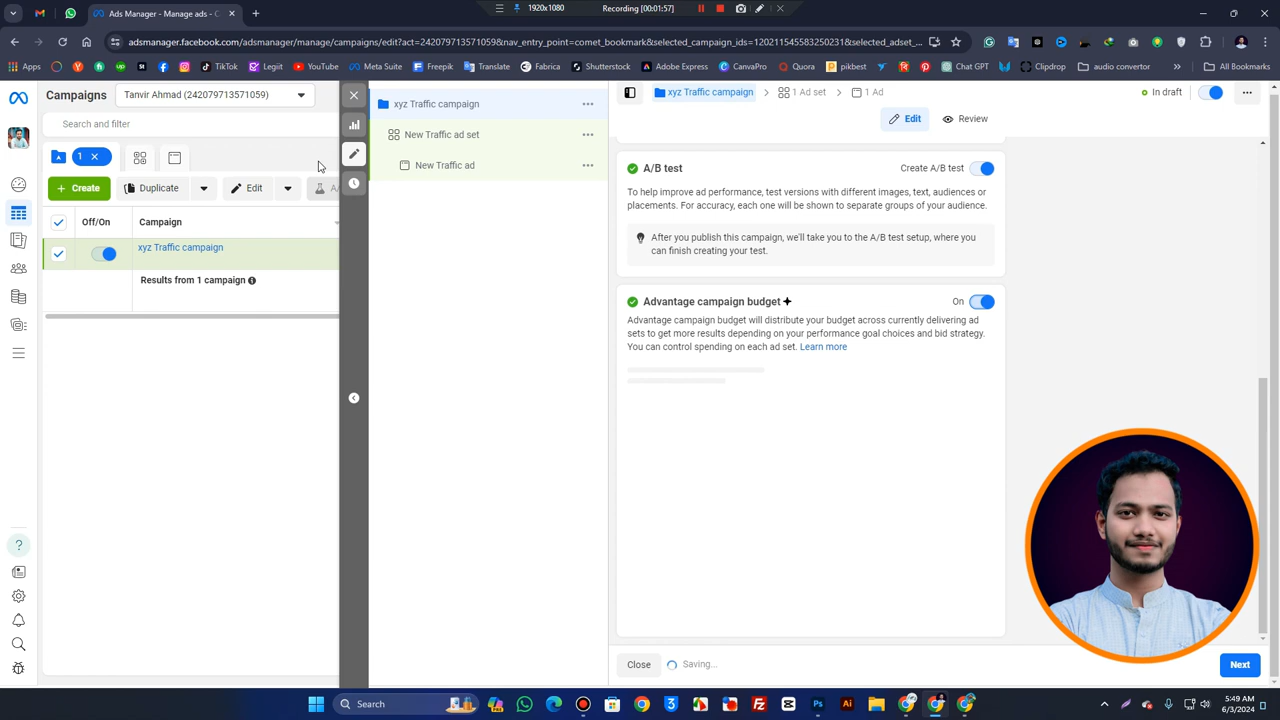 1920x1080
Recording [00:01:57]
Ads Manager - Manage ads - C
adsmanager.facebook.com/adsmanager/manage/campaigns/edit?act=242079713571059&nav_entry_point=comet_bookmark&selected_campaign_ids=120211545583250231&selected_adset_...
Apps
Yahoo
TikTok
Legiit
YouTube
Meta Suite
Freepik
Translate
Fabrica
Shutterstock
Adobe Express
CanvaPro
Quora
pikbest
Chat GPT
Clipdrop
audio convertor
All Bookmarks
Campaigns
Tanvir Ahmad (242079713571059)
Search and filter
1
Create
Duplicate
Edit
A/
Off/On
Campaign
xyz Traffic campaign
Results from 1 campaign
xyz Traffic campaign
New Traffic ad set
New Traffic ad
xyz Traffic campaign
1 Ad set
1 Ad
In draft
Edit
Review
A/B test
Create A/B test
To help improve ad performance, test versions with different images, text, audiences or
placements. For accuracy, each one will be shown to separate groups of your audience.
After you publish this campaign, we'll take you to the A/B test setup, where you
can finish creating your test.
Advantage campaign budget
On
Advantage campaign budget will distribute your budget across currently delivering ad
sets to get more results depending on your performance goal choices and bid strategy.
You can control spending on each ad set. Learn more
Close
Saving...
Next
Search
5:49 AM
6/3/2024